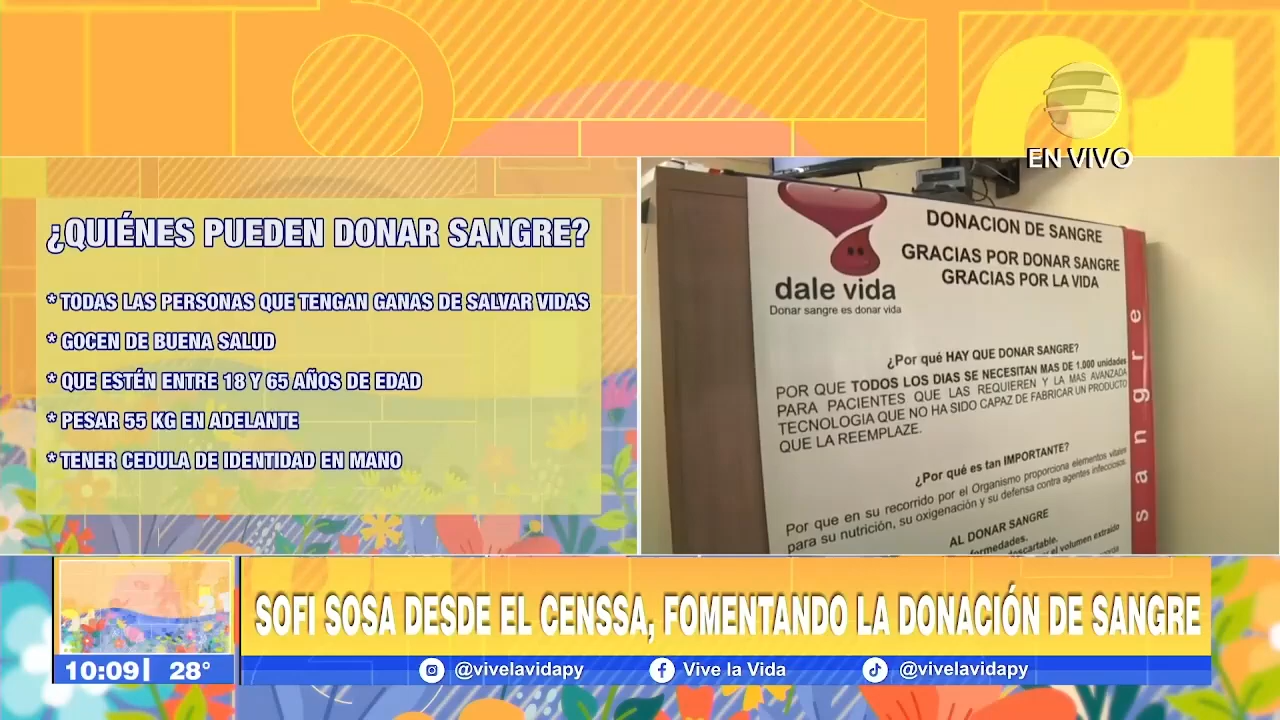 EN VIVO
¿QUIÉNES PUEDEN DONAR SANGRE?
* TODAS LAS PERSONAS QUE TENGAN GANAS DE SALVAR VIDAS
* GOCEN DE BUENA SALUD
* QUE ESTÉN ENTRE 18 Y 65 AÑOS DE EDAD
* PESAR 55 KG EN ADELANTE
* TENER CEDULA DE IDENTIDAD EN MANO
dale vida
Donar sangre es donar vida
DONACION DE SANGRE
GRACIAS POR DONAR SANGRE
GRACIAS POR LA VIDA
¿Por qué HAY QUE DONAR SANGRE?
POR QUE TODOS LOS DIAS SE NECESITAN MAS DE 1.000 unidades
PARA PACIENTES QUE LAS REQUIEREN Y LA MAS AVANZADA
TECNOLOGIA QUE NO HA SIDO CAPAZ DE FABRICAR UN PRODUCTO
QUE LA REEMPLAZE.
¿Por qué es tan IMPORTANTE?
Por que en su recorrido por el Organismo proporciona elementos vitales
para su nutrición, su oxigenación y su defensa contra agentes infecciosos.
AL DONAR SANGRE
el volumen extraído
sangre
SOFI SOSA DESDE EL CENSSA, FOMENTANDO LA DONACIÓN DE SANGRE
10:09 28°
@vivelavidapy Vive la Vida @vivelavidapy